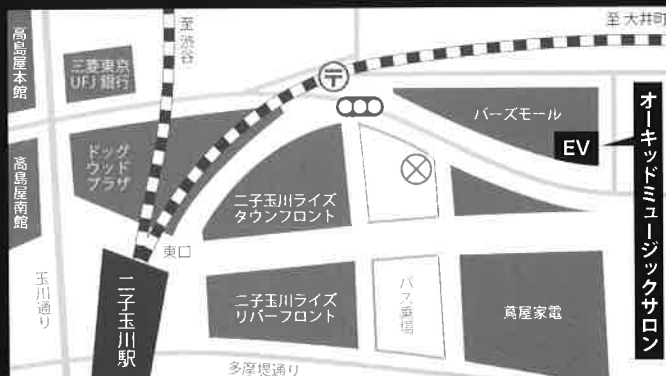 至 大井町
至渋谷
高島屋本館
三菱東京
UFJ 銀行
バーズモール
EV
オーキッドミュージックサロン
ドッグ
ウッド
プラザ
高島屋南館
二子玉川ライズ
タウンフロント
東口
玉川通り
二子玉川駅
二子玉川ライズ
リバーフロント
バス乗場
蔦屋家電
多摩堤通り